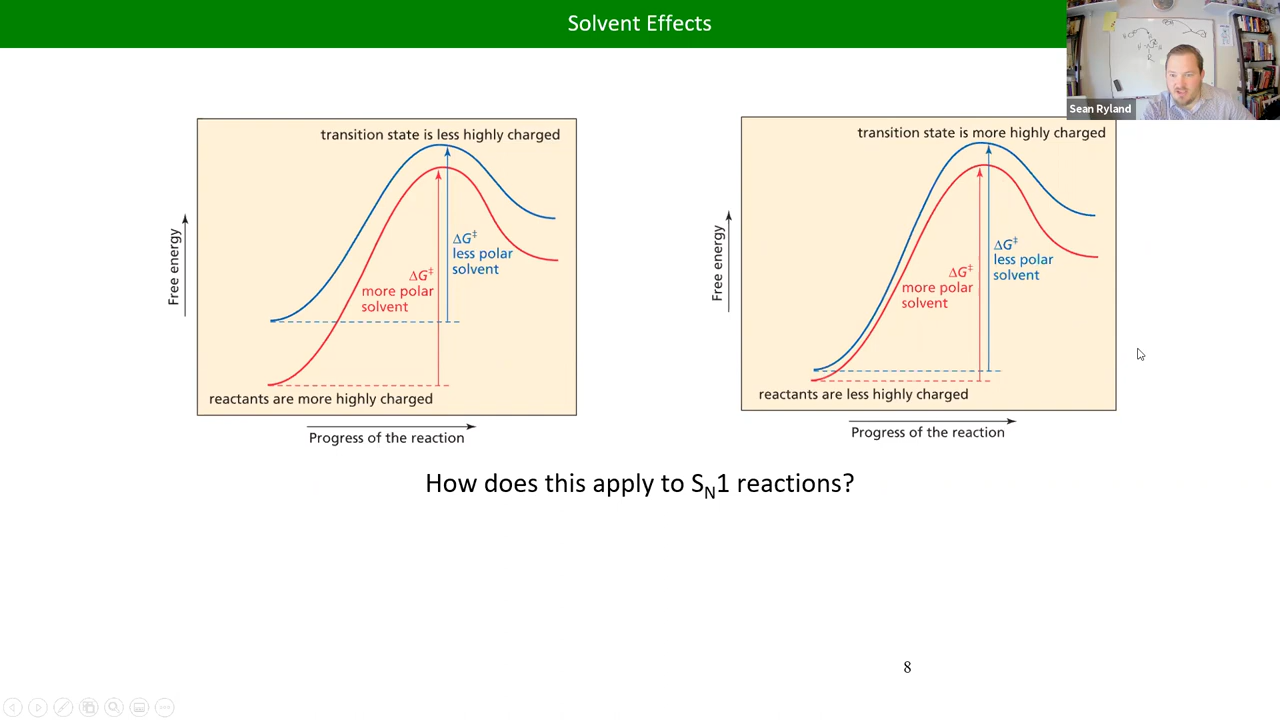 Solvent Effects
Sean Ryland
transition state is less highly charged
Free energy
ΔG‡
less polar
solvent
ΔG‡
more polar
solvent
reactants are more highly charged
Progress of the reaction
transition state is more highly charged
Free energy
ΔG‡
less polar
solvent
ΔG‡
more polar
solvent
reactants are less highly charged
Progress of the reaction
How does this apply to SN1 reactions?
8